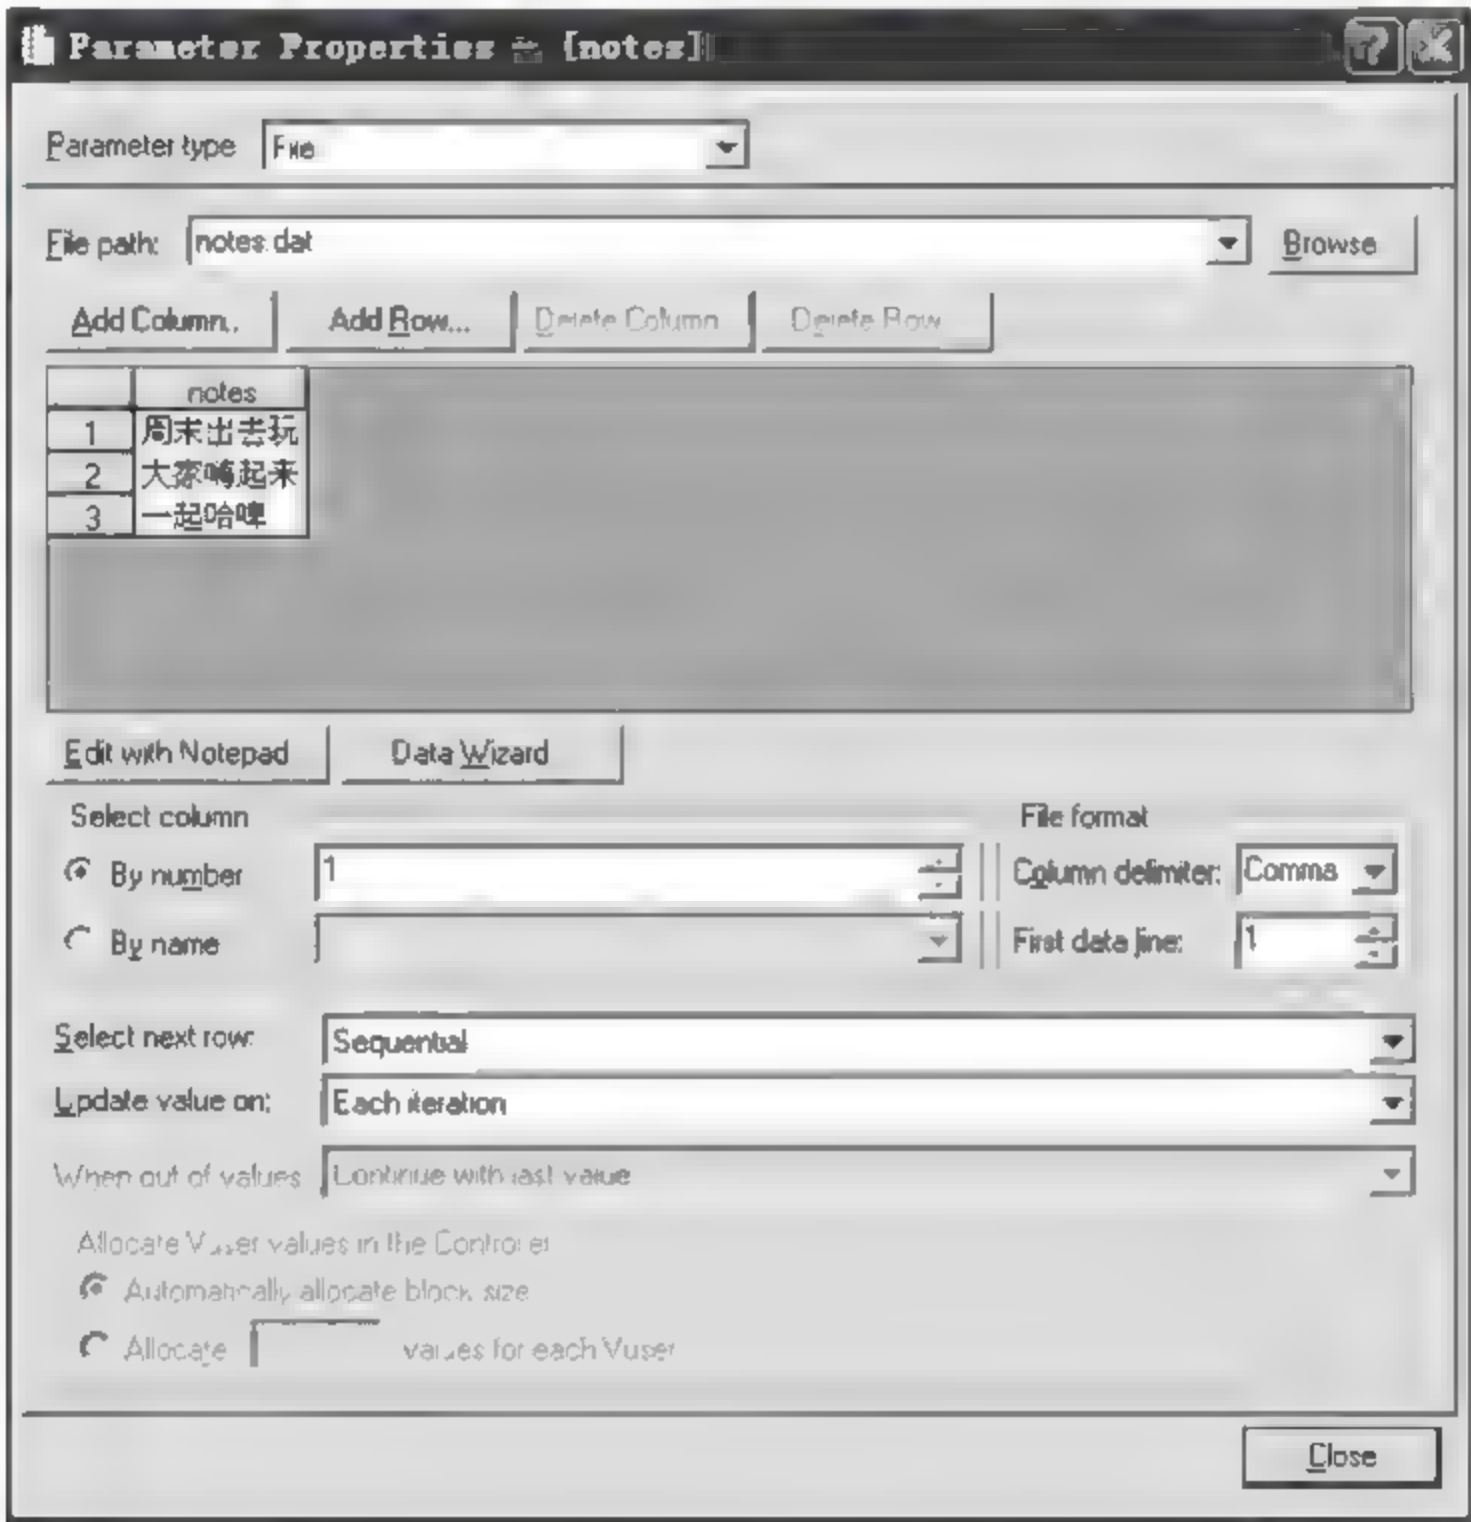 Parameter Properties - [notes]
Parameter type File
File path: notes.dat Browse
Add Column.. Add Row... Delete Column Delete Row
notes
1 周末出去玩
2 大家嗨起来
3 一起哈啤
Edit with Notepad Data Wizard
Select column File format
By number 1 Column delimiter: Comma
By name First data line: 1
Select next row: Sequential
Update value on: Each iteration
When out of values Continue with last value
Allocate Vuser values in the Controller
Automatically allocate block size
Allocate values for each Vuser
Close